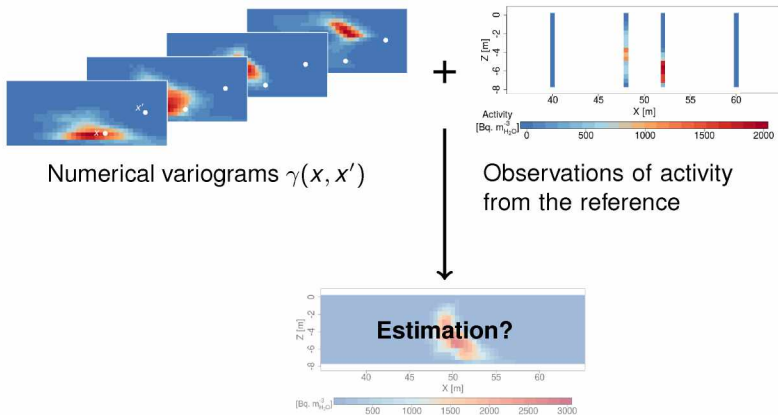 x'
x
+
Z [m]
0
-2
-4
-6
-8
40
45
50
55
60
X [m]
Activity
[Bq. m⁻³H₂O]
0
500
1000
1500
2000
Numerical variograms γ(x, x′)
Observations of activity
from the reference
Z [m]
0
-2
-4
-6
-8
Estimation?
40
45
50
55
60
X [m]
[Bq. m⁻³H₂O]
500
1000
1500
2000
2500
3000